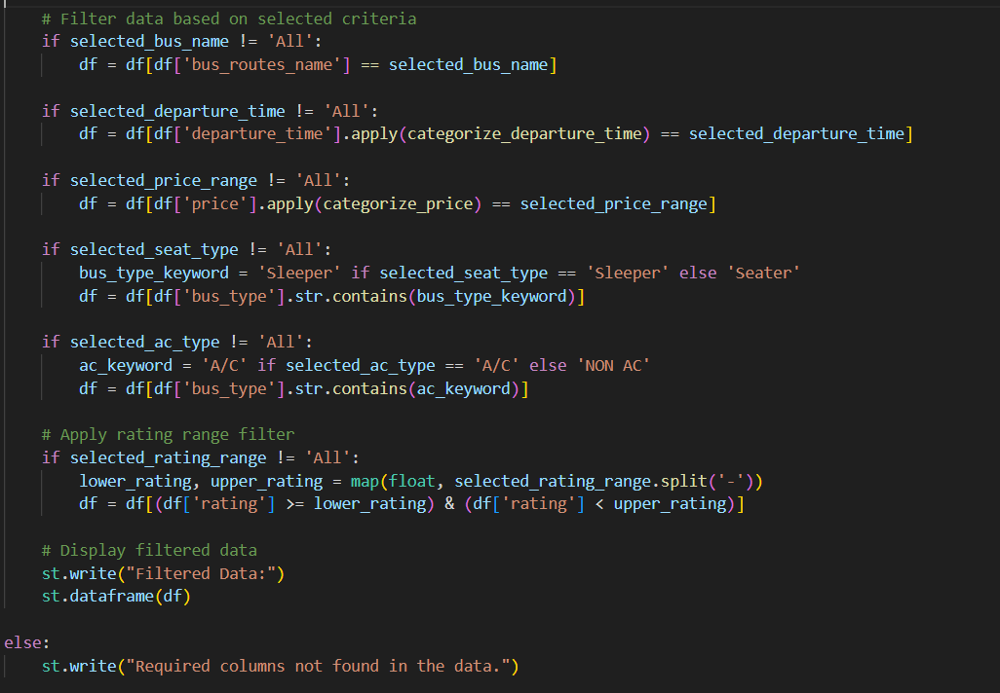 # Filter data based on selected criteria
if selected_bus_name != 'All':
df = df[df['bus_routes_name'] == selected_bus_name]
if selected_departure_time != 'All':
df = df[df['departure_time'].apply(categorize_departure_time) == selected_departure_time]
if selected_price_range != 'All':
df = df[df['price'].apply(categorize_price) == selected_price_range]
if selected_seat_type != 'All':
bus_type_keyword = 'Sleeper' if selected_seat_type == 'Sleeper' else 'Seater'
df = df[df['bus_type'].str.contains(bus_type_keyword)]
if selected_ac_type != 'All':
ac_keyword = 'A/C' if selected_ac_type == 'A/C' else 'NON AC'
df = df[df['bus_type'].str.contains(ac_keyword)]
# Apply rating range filter
if selected_rating_range != 'All':
lower_rating, upper_rating = map(float, selected_rating_range.split('-'))
df = df[(df['rating'] >= lower_rating) & (df['rating'] < upper_rating)]
# Display filtered data
st.write("Filtered Data:")
st.dataframe(df)
else:
st.write("Required columns not found in the data.")